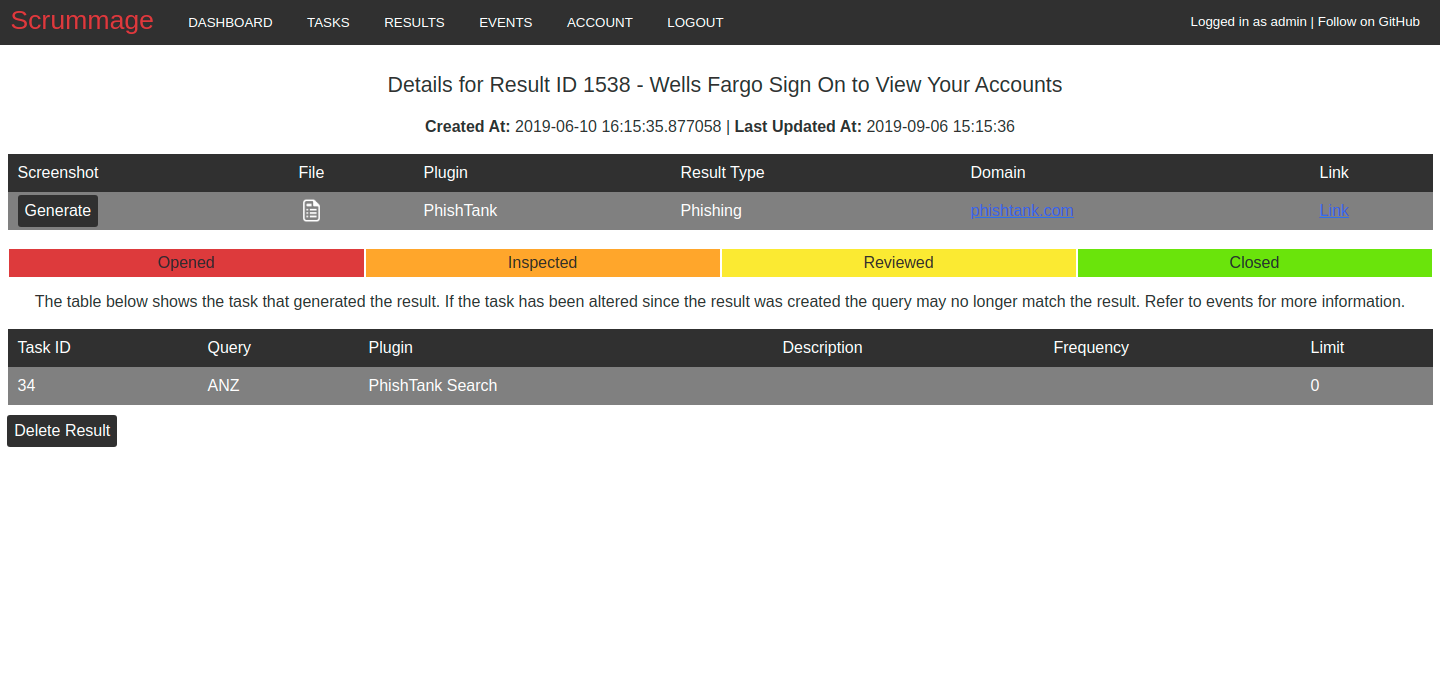 Scrummage DASHBOARD TASKS RESULTS EVENTS ACCOUNT LOGOUT Logged in as admin | Follow on GitHub
Details for Result ID 1538 - Wells Fargo Sign On to View Your Accounts
Created At: 2019-06-10 16:15:35.877058 | Last Updated At: 2019-09-06 15:15:36
Screenshot File Plugin Result Type Domain Link
Generate PhishTank Phishing phishtank.com Link
Opened Inspected Reviewed Closed
The table below shows the task that generated the result. If the task has been altered since the result was created the query may no longer match the result. Refer to events for more information.
Task ID Query Plugin Description Frequency Limit
34 ANZ PhishTank Search 0
Delete Result